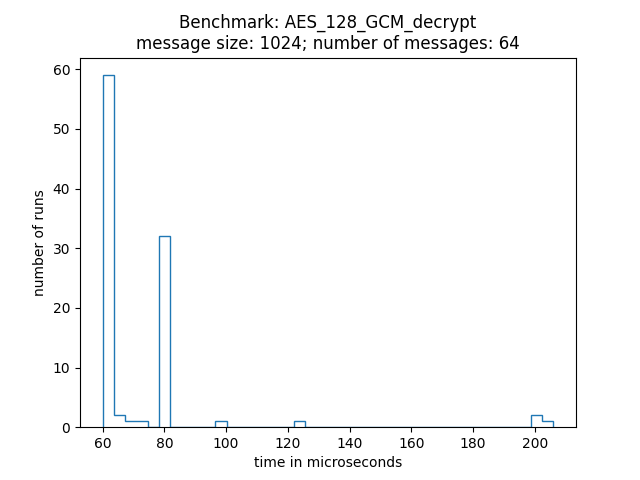 Benchmark: AES_128_GCM_decrypt
message size: 1024; number of messages: 64
60
50
40
30
20
10
0
number of runs
60 80 100 120 140 160 180 200
time in microseconds